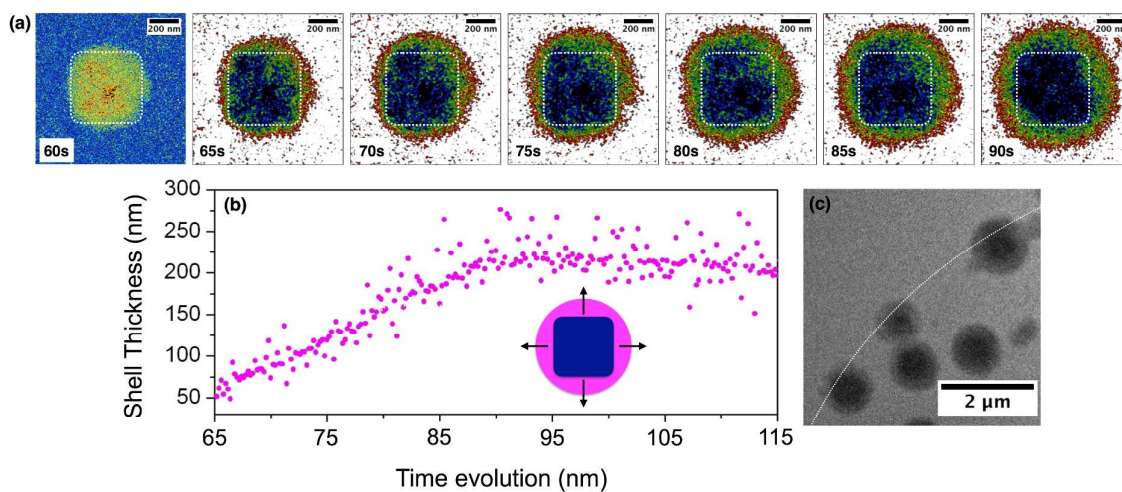 (a)
200 nm
200 nm
200 nm
200 nm
200 nm
200 nm
200 nm
60s
65s
70s
75s
80s
85s
90s
(b)
300
250
200
150
100
50
Shell Thickness (nm)
65
75
85
95
105
115
Time evolution (nm)
(c)
2 µm